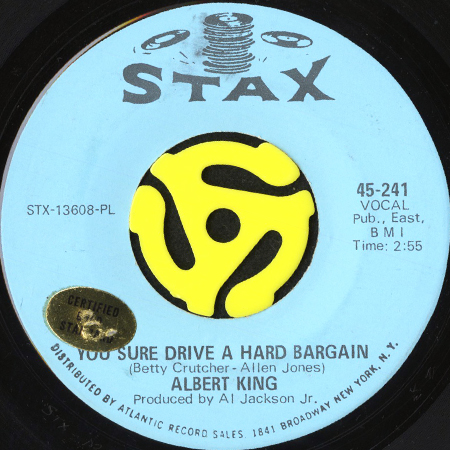 STAX
STX-13608-PL
45-241
VOCAL
Pub., East,
BMI
Time: 2:55
CERTIFIED
YOU SURE DRIVE A HARD BARGAIN
(Betty Crutcher - Allen Jones)
ALBERT KING
Produced by Al Jackson Jr.
DISTRIBUTED BY ATLANTIC RECORD SALES 1841 BROADWAY NEW YORK, N.Y.